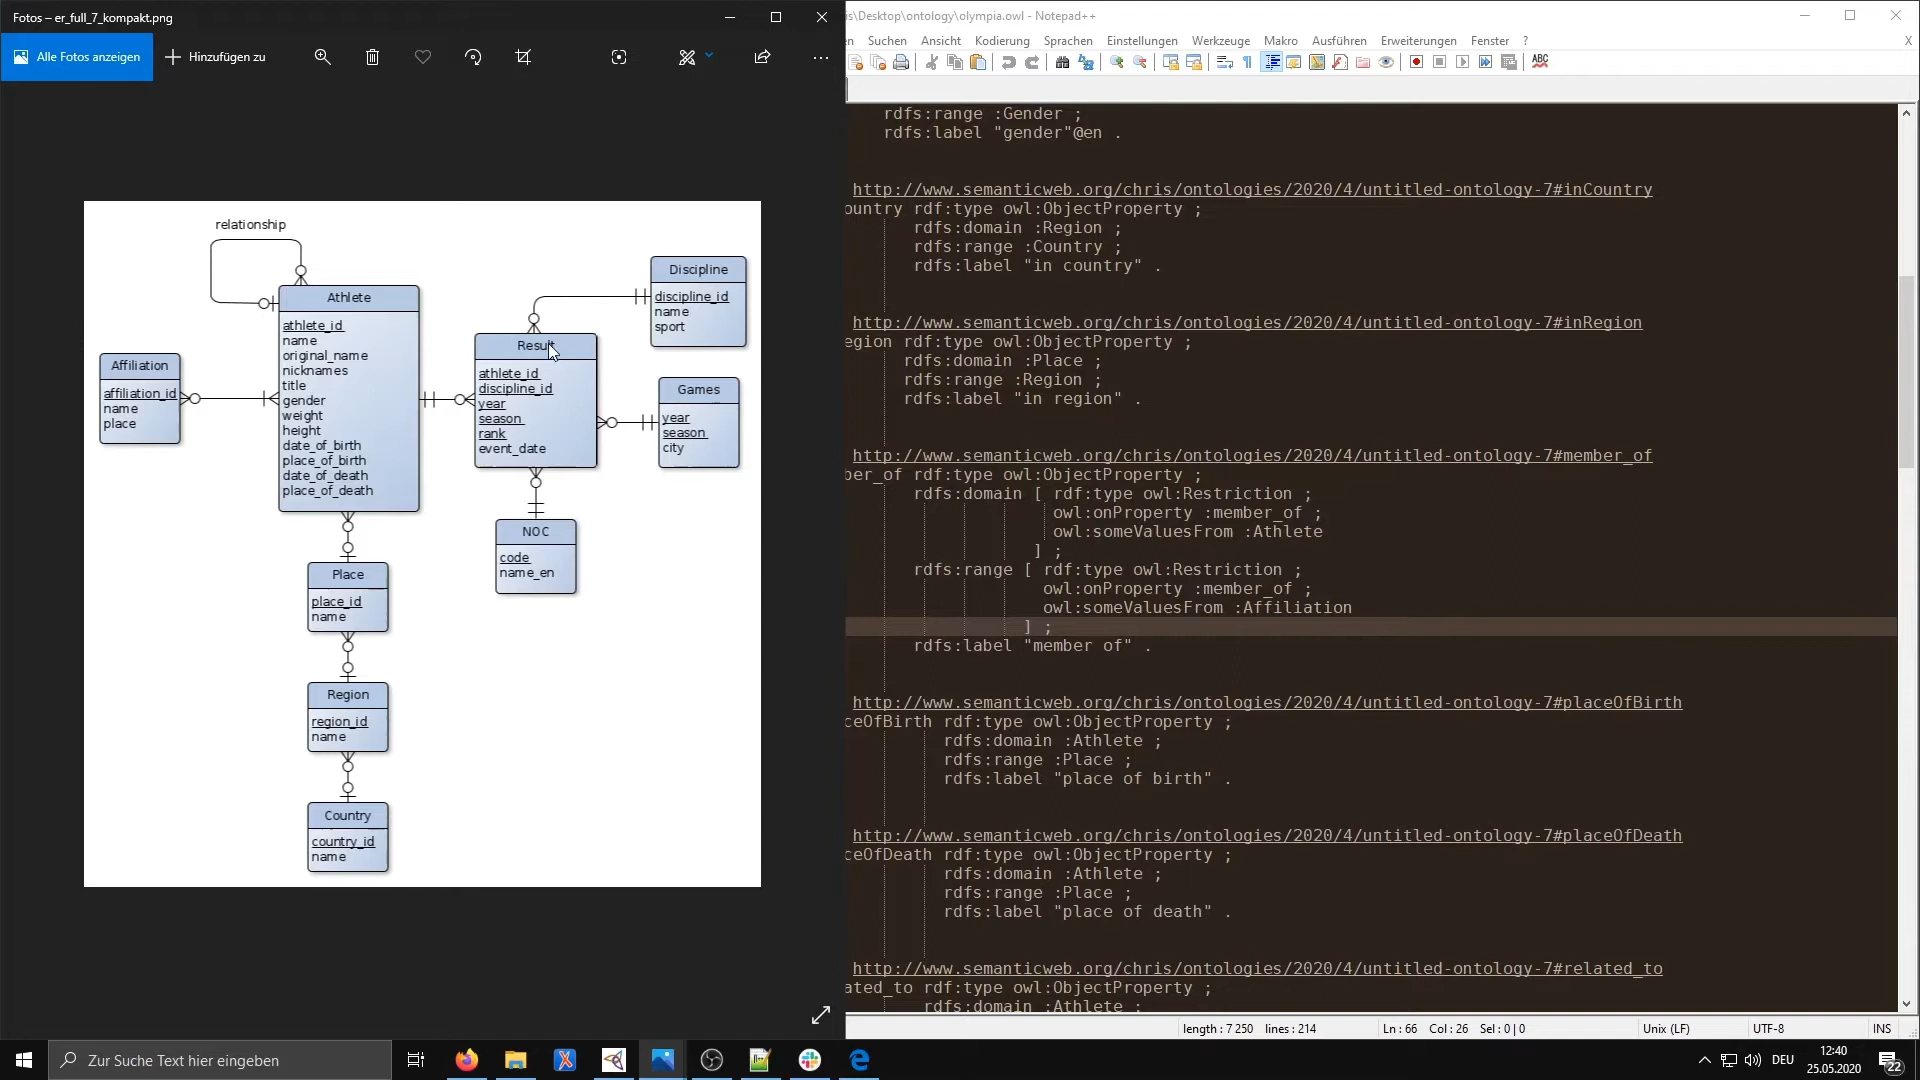 Fotos – er_full_7_kompakt.png
Alle Fotos anzeigen
Hinzufügen zu
relationship
Athlete
athlete_id
name
original_name
nicknames
title
gender
weight
height
date_of_birth
place_of_birth
date_of_death
place_of_death
Affiliation
affiliation_id
name
place
Result
athlete_id
discipline_id
year
season
rank
event_date
Discipline
discipline_id
name
sport
Games
year
season
city
NOC
code
name_en
Place
place_id
name
Region
region_id
name
Country
country_id
name
is\Desktop\ontology\olympia.owl - Notepad++
en Suchen Ansicht Kodierung Sprachen Einstellungen Werkzeuge Makro Ausführen Erweiterungen Fenster ? X
ABC
rdfs:range :Gender ;
rdfs:label "gender"@en .
http://www.semanticweb.org/chris/ontologies/2020/4/untitled-ontology-7#inCountry
ountry rdf:type owl:ObjectProperty ;
rdfs:domain :Region ;
rdfs:range :Country ;
rdfs:label "in country" .
http://www.semanticweb.org/chris/ontologies/2020/4/untitled-ontology-7#inRegion
egion rdf:type owl:ObjectProperty ;
rdfs:domain :Place ;
rdfs:range :Region ;
rdfs:label "in region" .
http://www.semanticweb.org/chris/ontologies/2020/4/untitled-ontology-7#member_of
ber_of rdf:type owl:ObjectProperty ;
rdfs:domain [ rdf:type owl:Restriction ;
owl:onProperty :member_of ;
owl:someValuesFrom :Athlete
] ;
rdfs:range [ rdf:type owl:Restriction ;
owl:onProperty :member_of ;
owl:someValuesFrom :Affiliation
] ;
rdfs:label "member of" .
http://www.semanticweb.org/chris/ontologies/2020/4/untitled-ontology-7#placeOfBirth
ceOfBirth rdf:type owl:ObjectProperty ;
rdfs:domain :Athlete ;
rdfs:range :Place ;
rdfs:label "place of birth" .
http://www.semanticweb.org/chris/ontologies/2020/4/untitled-ontology-7#placeOfDeath
ceOfDeath rdf:type owl:ObjectProperty ;
rdfs:domain :Athlete ;
rdfs:range :Place ;
rdfs:label "place of death" .
http://www.semanticweb.org/chris/ontologies/2020/4/untitled-ontology-7#related_to
ated_to rdf:type owl:ObjectProperty ;
rdfs:domain :Athlete ;
length : 7 250 lines : 214 Ln : 66 Col : 26 Sel : 0 | 0 Unix (LF) UTF-8 INS
Zur Suche Text hier eingeben
DEU
12:40
25.05.2020
22